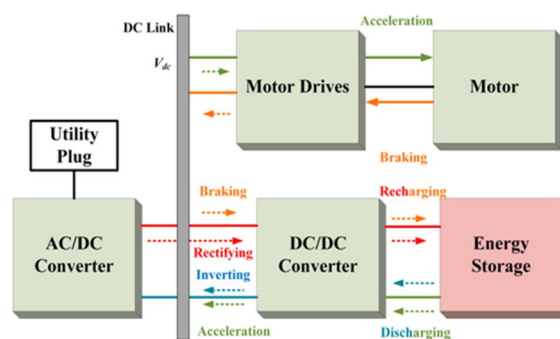 DC Link
Acceleration
V_dc
Motor Drives
Motor
Utility
Plug
Braking
Braking
Recharging
AC/DC
Converter
Rectifying
Inverting
DC/DC
Converter
Energy
Storage
Acceleration
Discharging